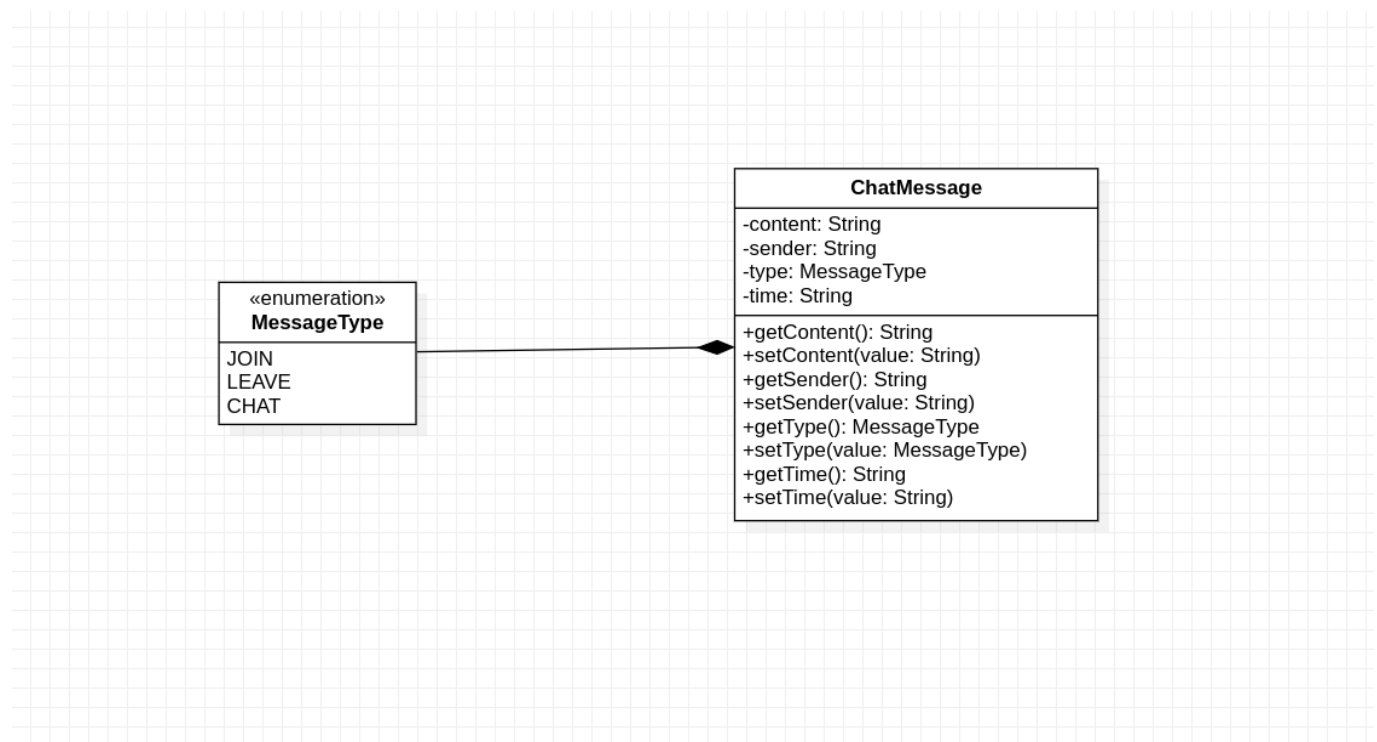 «enumeration»
MessageType
JOIN
LEAVE
CHAT
ChatMessage
-content: String
-sender: String
-type: MessageType
-time: String
+getContent(): String
+setContent(value: String)
+getSender(): String
+setSender(value: String)
+getType(): MessageType
+setType(value: MessageType)
+getTime(): String
+setTime(value: String)